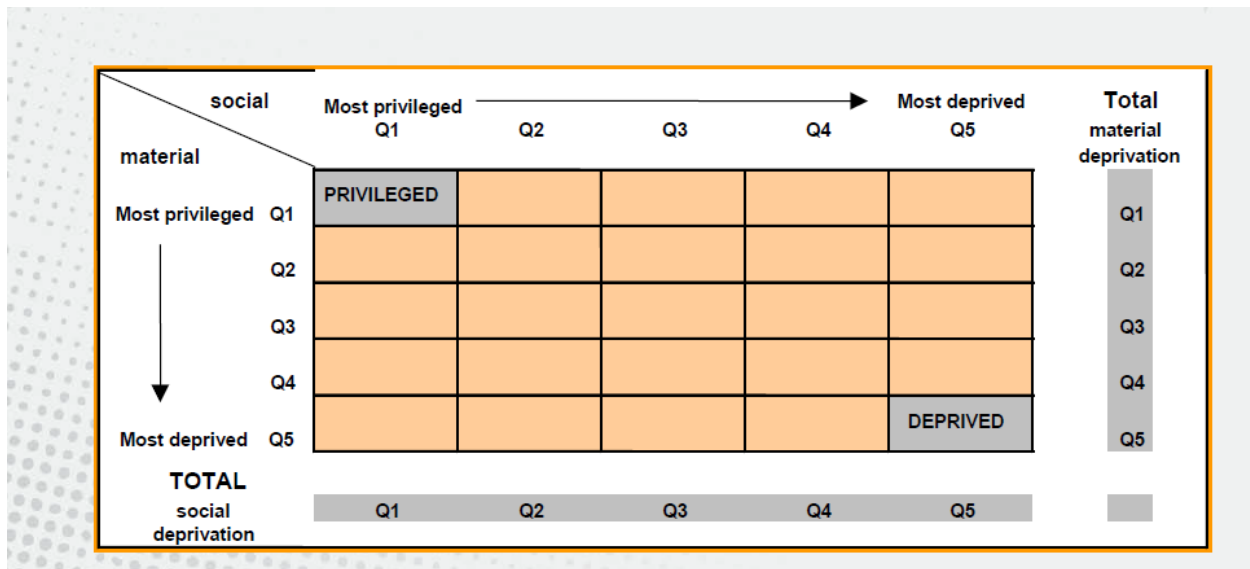 social
Most privileged
Most deprived
Total
Q1 Q2 Q3 Q4 Q5
material
material
deprivation
PRIVILEGED
Most privileged Q1
Q1
Q2
Q2
Q3
Q3
Q4
Q4
DEPRIVED
Most deprived Q5
Q5
TOTAL
social
deprivation
Q1 Q2 Q3 Q4 Q5